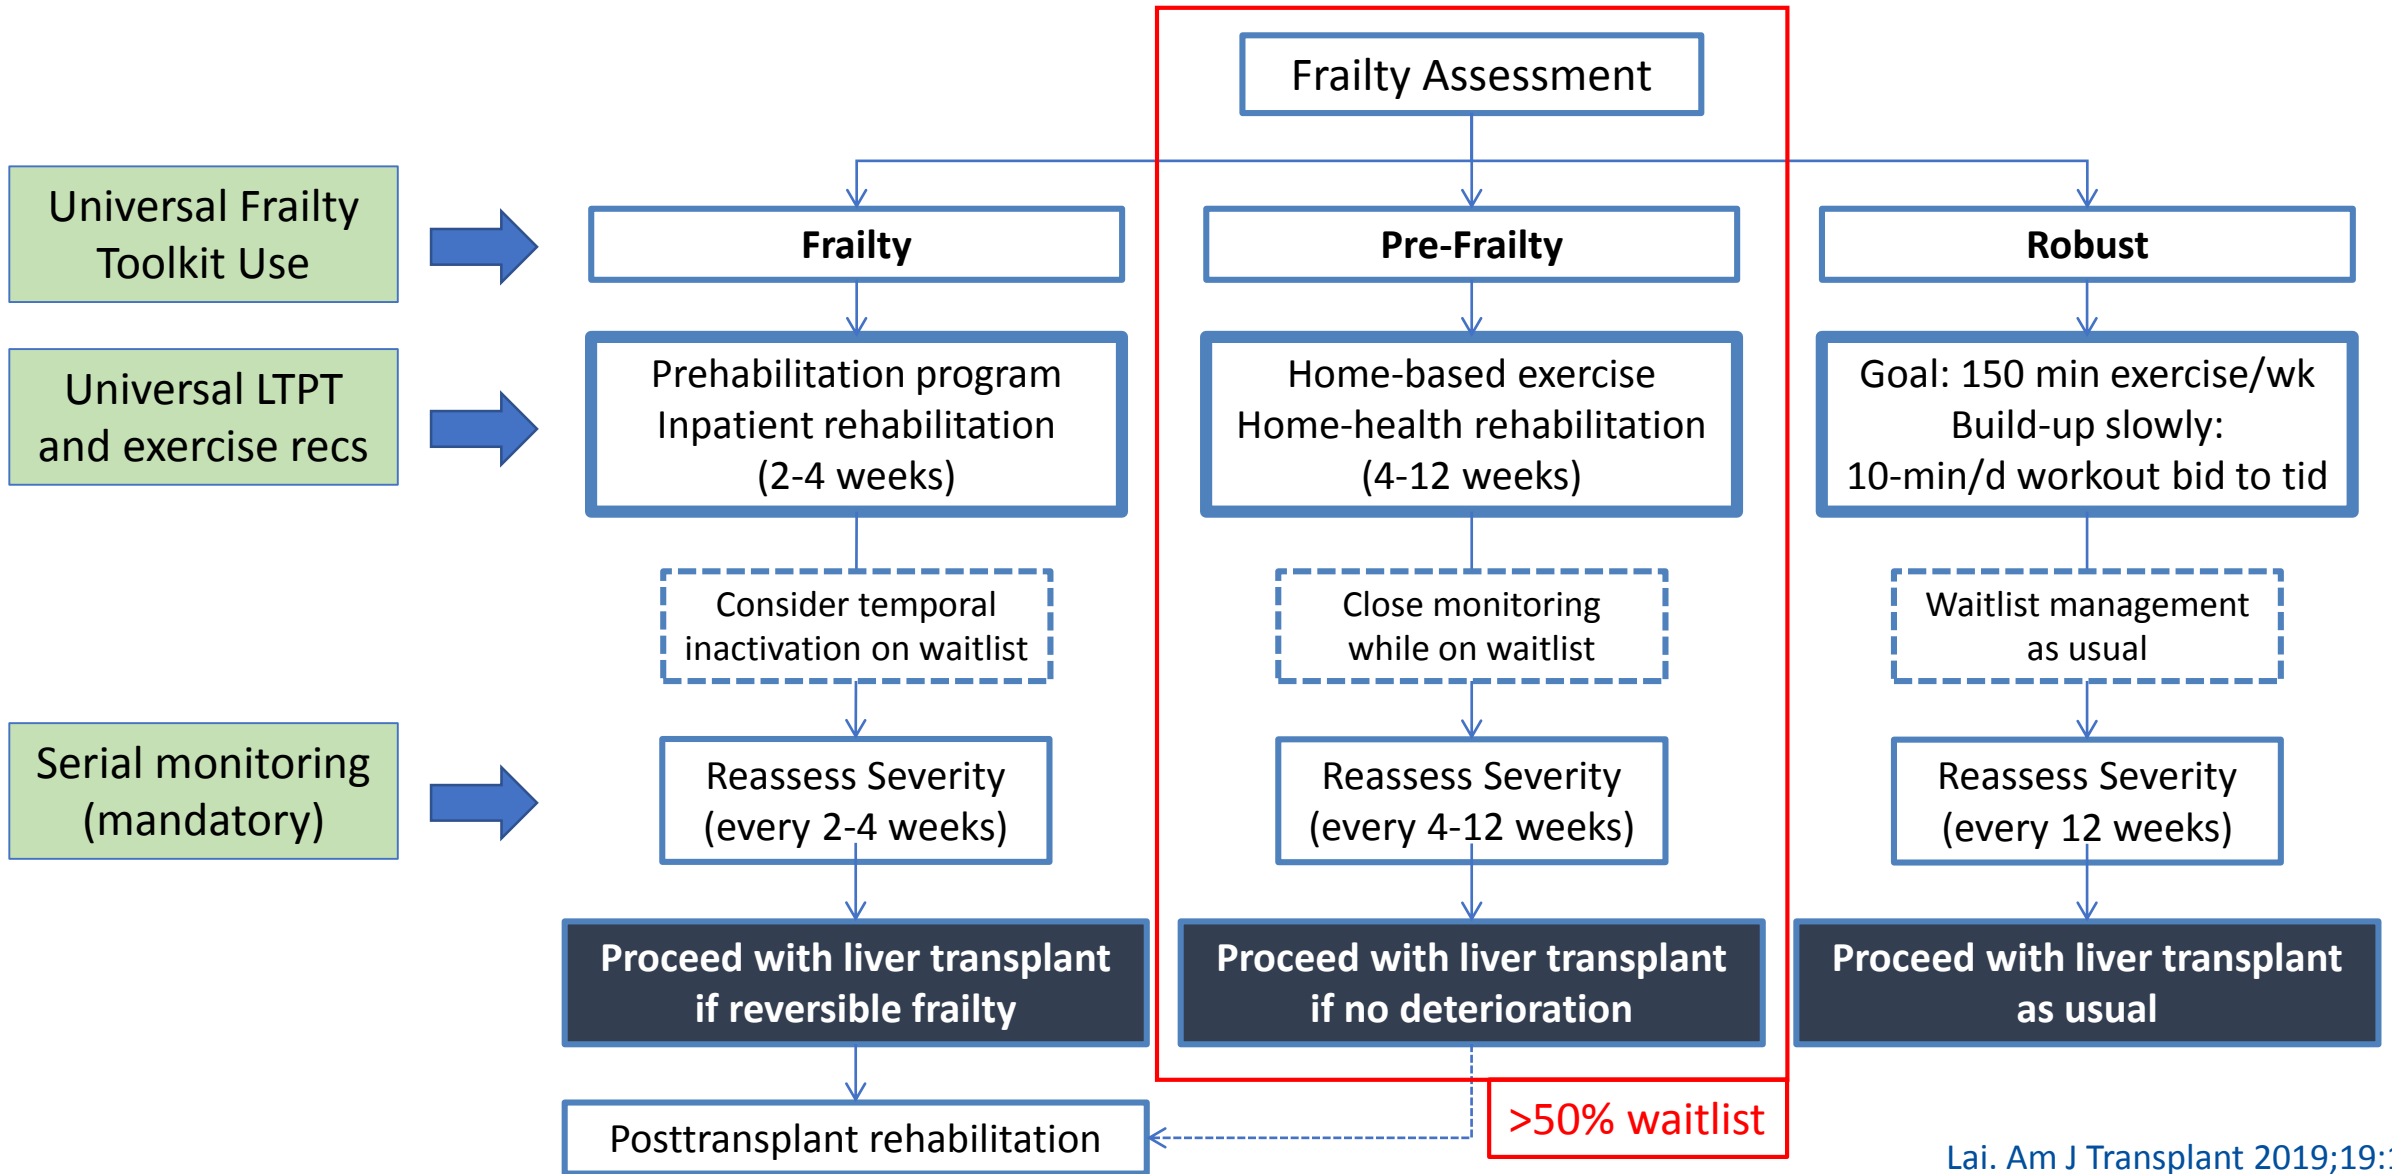 Frailty Assessment
Universal Frailty
Toolkit Use
Frailty
Pre-Frailty
Robust
Universal LTPT
and exercise recs
Prehabilitation program
Inpatient rehabilitation
(2-4 weeks)
Home-based exercise
Home-health rehabilitation
(4-12 weeks)
Goal: 150 min exercise/wk
Build-up slowly:
10-min/d workout bid to tid
Consider temporal
inactivation on waitlist
Close monitoring
while on waitlist
Waitlist management
as usual
Serial monitoring
(mandatory)
Reassess Severity
(every 2-4 weeks)
Reassess Severity
(every 4-12 weeks)
Reassess Severity
(every 12 weeks)
Proceed with liver transplant
if reversible frailty
Proceed with liver transplant
if no deterioration
Proceed with liver transplant
as usual
Posttransplant rehabilitation
>50% waitlist
Lai. Am J Transplant 2019;19: